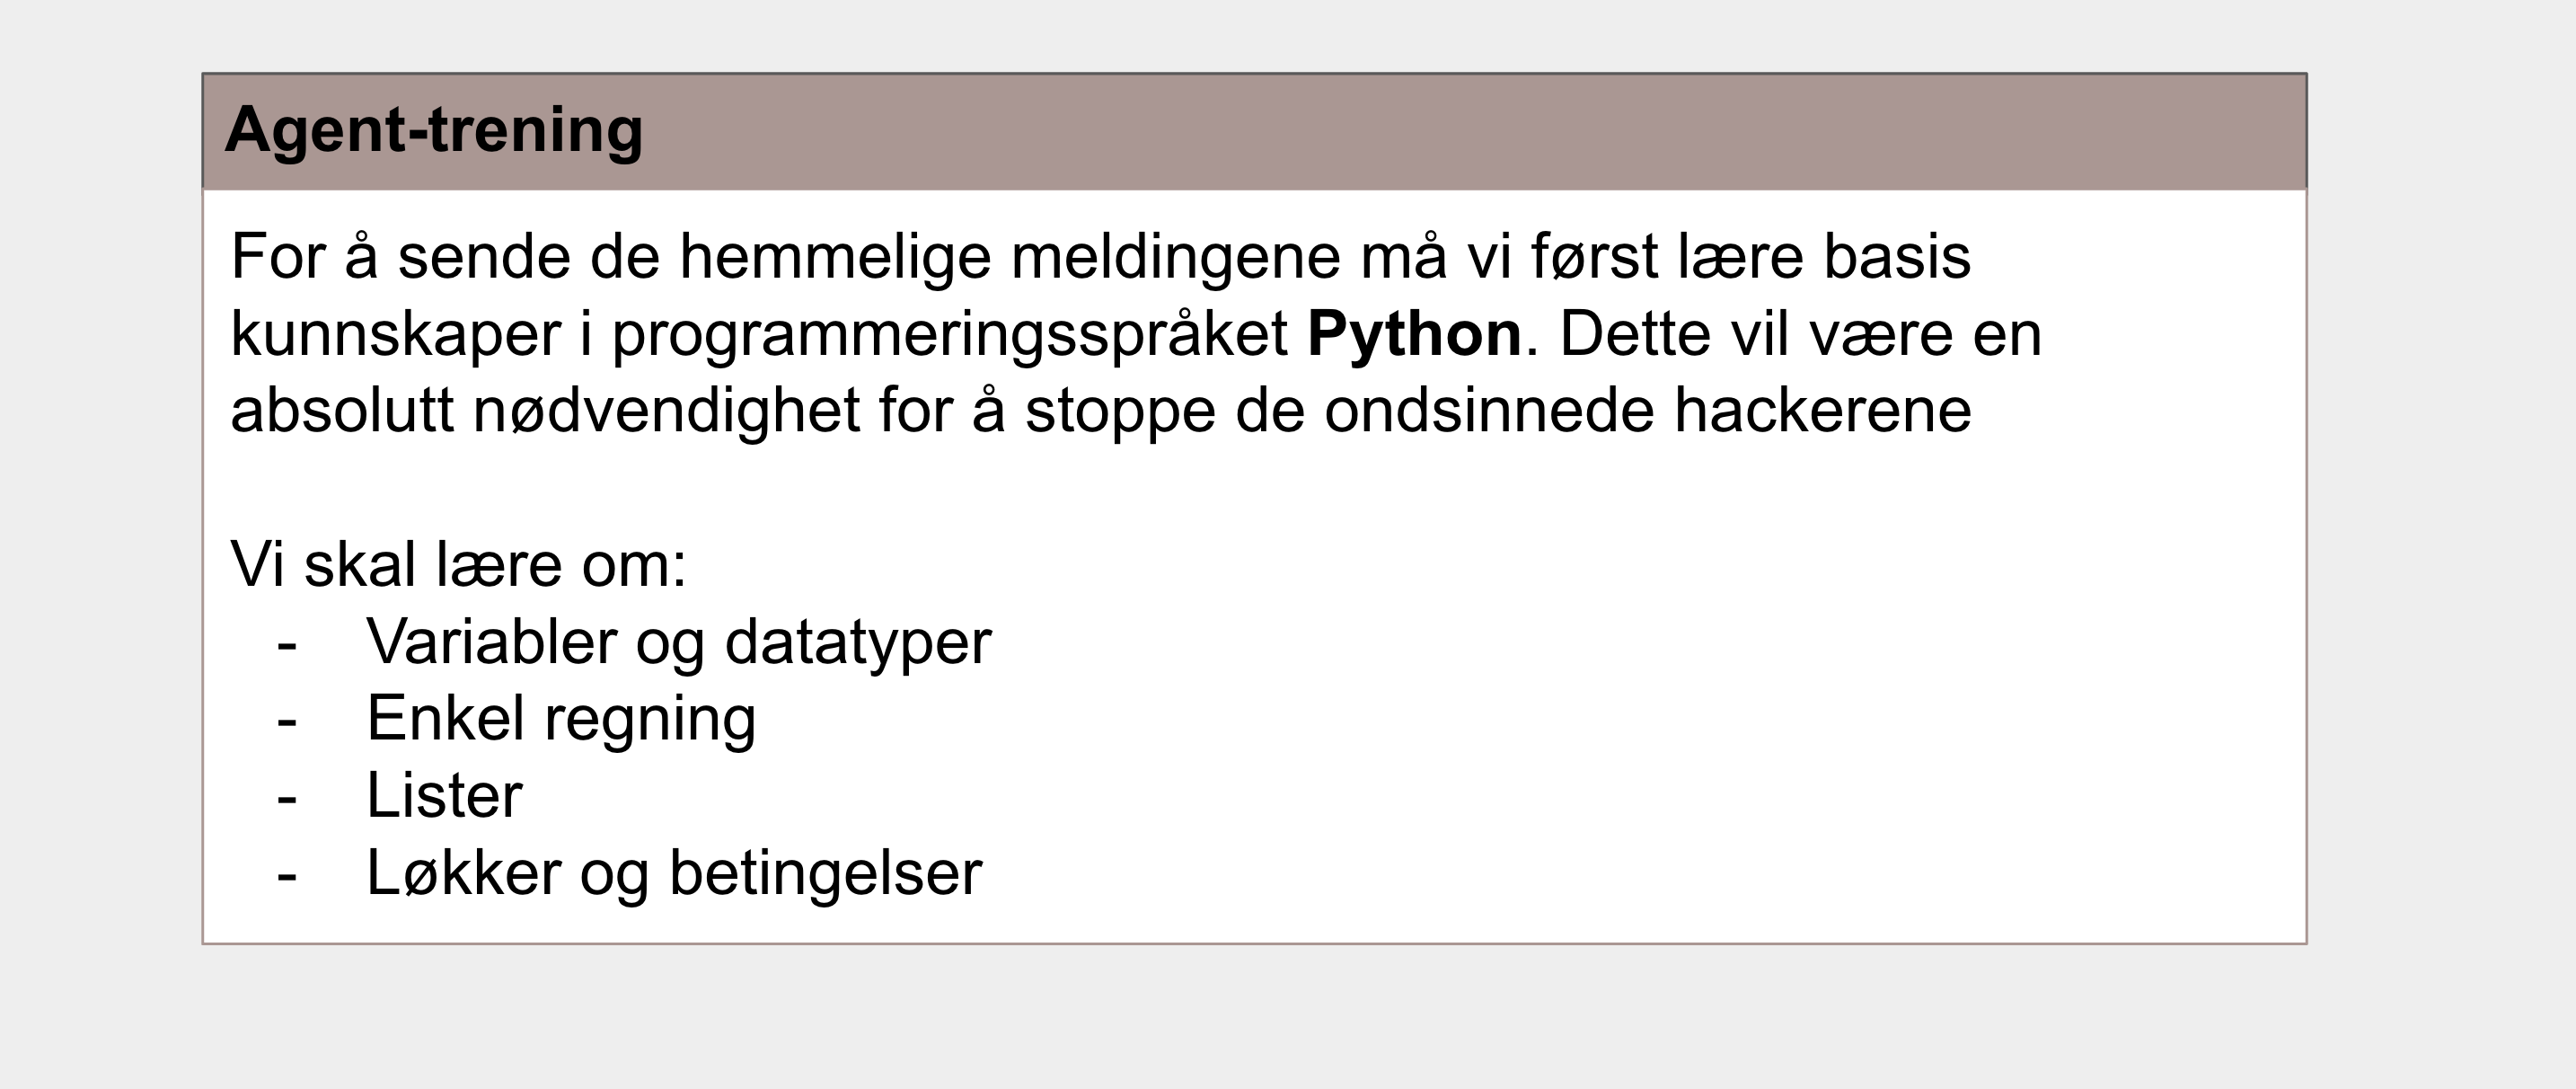 Agent-trening
For å sende de hemmelige meldingene må vi først lære basis
kunnskaper i programmeringsspråket Python. Dette vil være en
absolutt nødvendighet for å stoppe de ondsinnede hackerene
Vi skal lære om:
- Variabler og datatyper
- Enkel regning
- Lister
- Løkker og betingelser